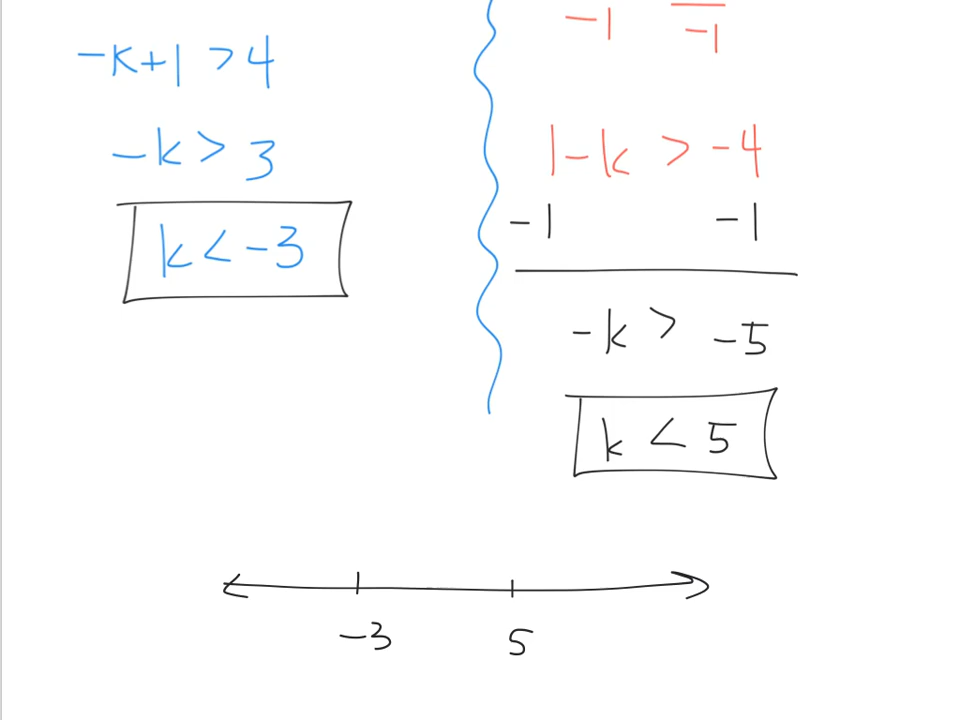 -k+1 > 4
-k > 3
k < -3
-1 -1
1-k > -4
-1 -1
-k > -5
k < 5
-3 5